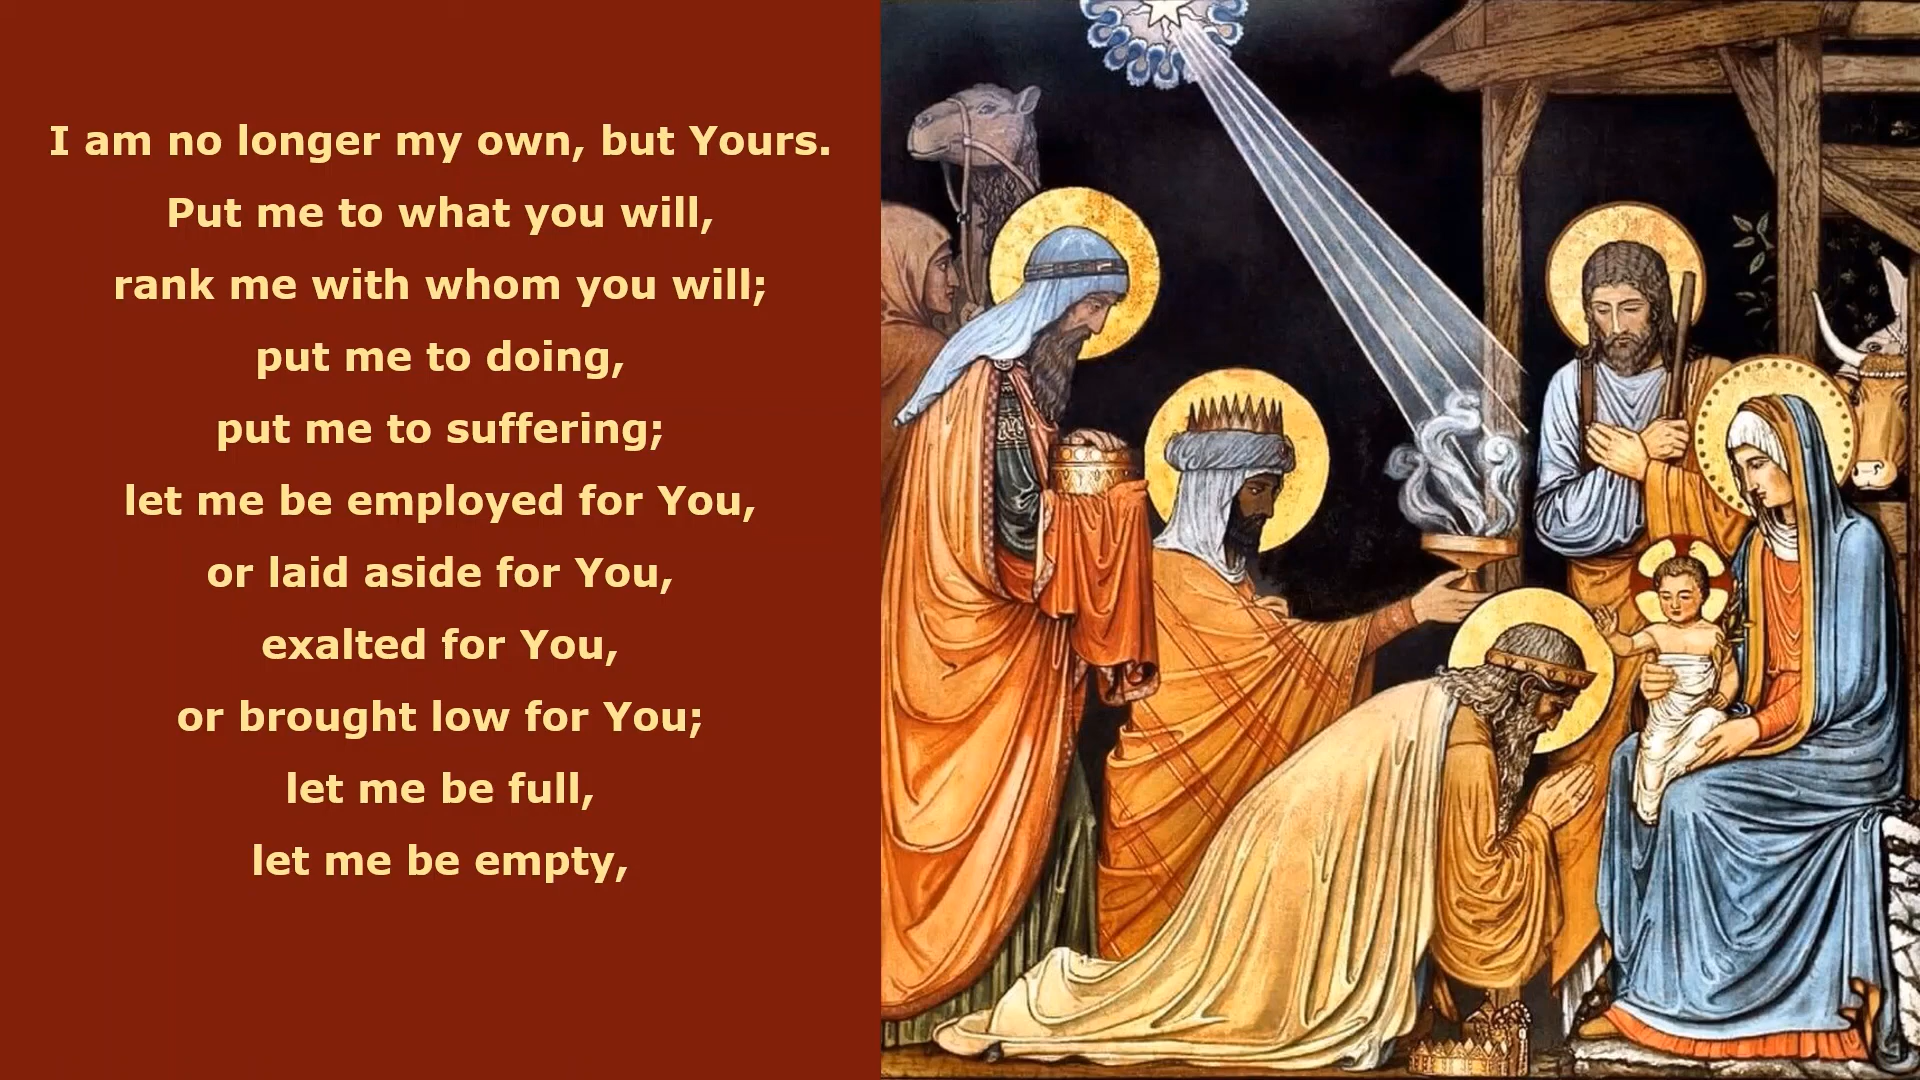 I am no longer my own, but Yours.
Put me to what you will,
rank me with whom you will;
put me to doing,
put me to suffering;
let me be employed for You,
or laid aside for You,
exalted for You,
or brought low for You;
let me be full,
let me be empty,